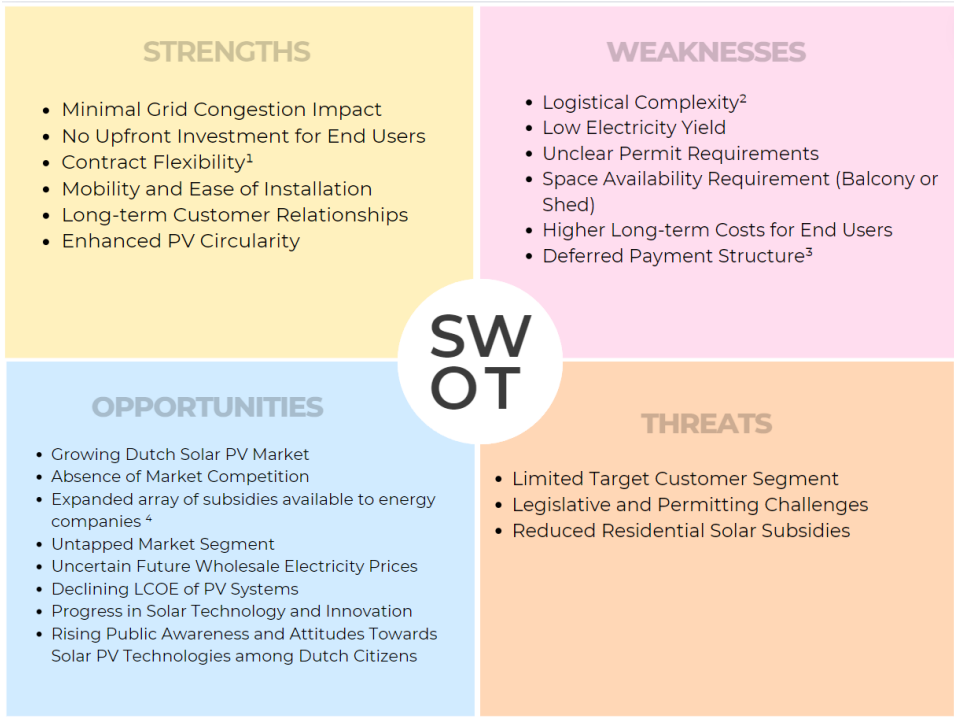 STRENGTHS
• Minimal Grid Congestion Impact
• No Upfront Investment for End Users
• Contract Flexibility¹
• Mobility and Ease of Installation
• Long-term Customer Relationships
• Enhanced PV Circularity
WEAKNESSES
• Logistical Complexity²
• Low Electricity Yield
• Unclear Permit Requirements
• Space Availability Requirement (Balcony or
Shed)
• Higher Long-term Costs for End Users
• Deferred Payment Structure³
SW
OT
OPPORTUNITIES
• Growing Dutch Solar PV Market
• Absence of Market Competition
• Expanded array of subsidies available to energy
companies ⁴
• Untapped Market Segment
• Uncertain Future Wholesale Electricity Prices
• Declining LCOE of PV Systems
• Progress in Solar Technology and Innovation
• Rising Public Awareness and Attitudes Towards
Solar PV Technologies among Dutch Citizens
THREATS
• Limited Target Customer Segment
• Legislative and Permitting Challenges
• Reduced Residential Solar Subsidies